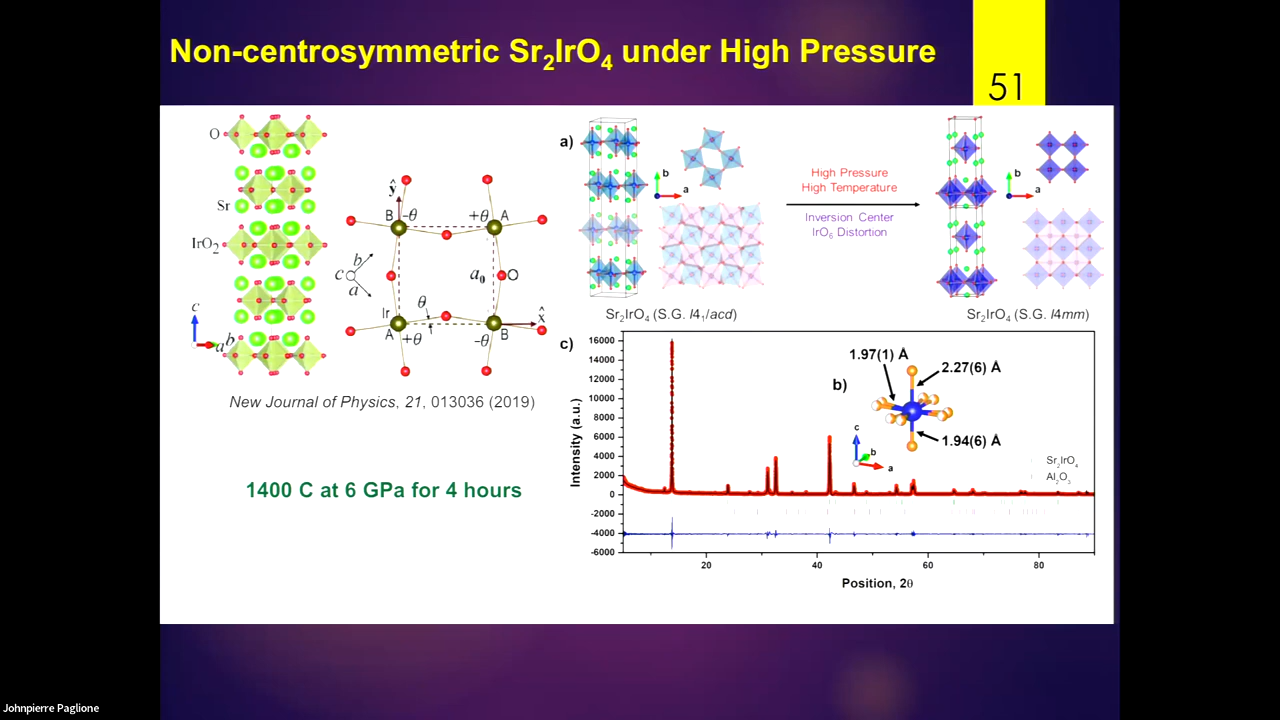 Non-centrosymmetric Sr₂IrO₄ under High Pressure
51
O
Sr
IrO₂
c
a b
ŷ
B -θ +θ A
b
c
a
a₀ O
θ
Ir
A +θ -θ B
x̂
New Journal of Physics, 21, 013036 (2019)
1400 C at 6 GPa for 4 hours
a)
b
a
High Pressure
High Temperature
Inversion Center
IrO₆ Distortion
b
a
Sr₂IrO₄ (S.G. I4₁/acd)
Sr₂IrO₄ (S.G. I4mm)
c)
16000
14000
12000
10000
8000
6000
4000
2000
0
-2000
-4000
-6000
Intensity (a.u.)
b)
1.97(1) Å
2.27(6) Å
1.94(6) Å
c
b
a
Sr₂IrO₄
Al₂O₃
20 40 60 80
Position, 2θ
Johnpierre Paglione